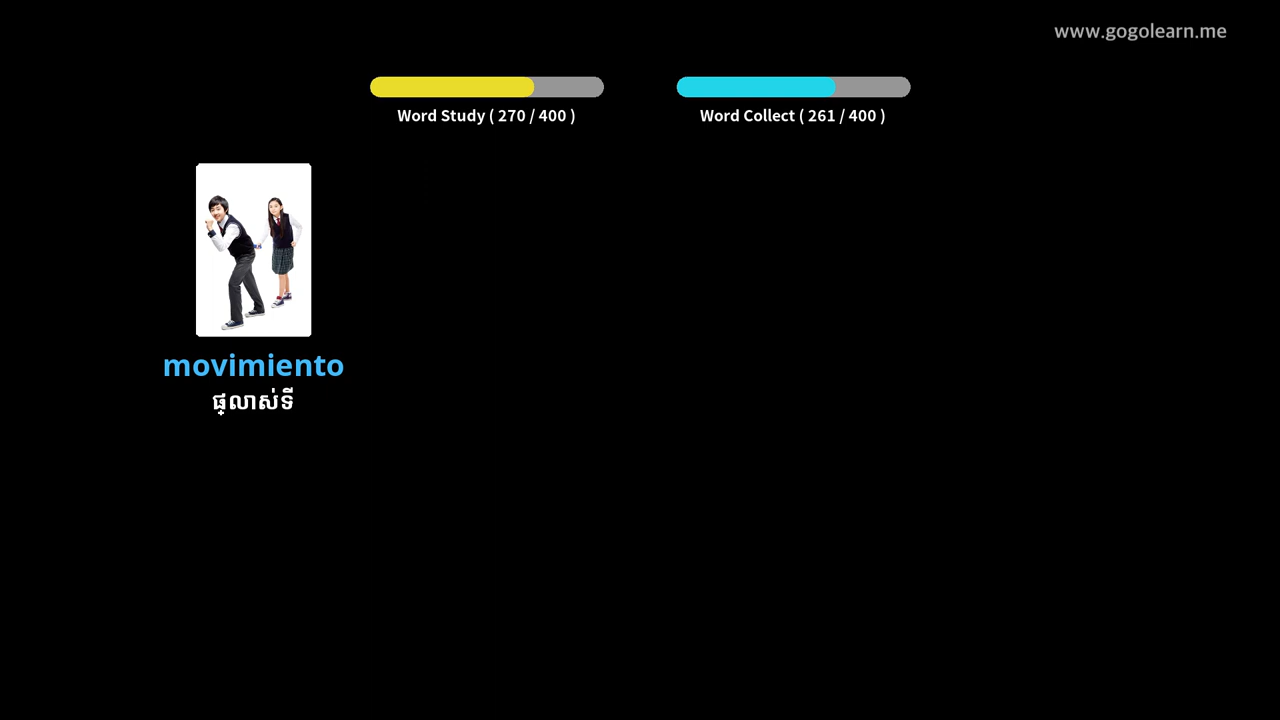 www.gogolearn.me
Word Study ( 270 / 400 )
Word Collect ( 261 / 400 )
movimiento
ផ្លាស់ទី